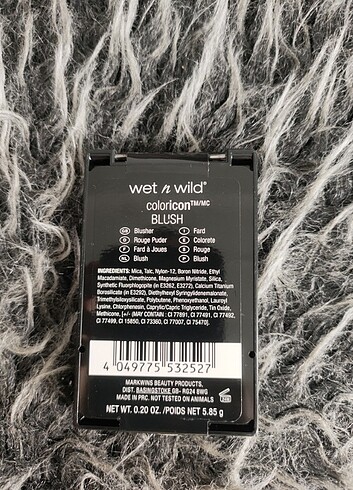 wet n wild®
coloricon™/MC
BLUSH
GB Blusher
D Rouge Puder
F Fard à Joues
NL Blush
I Fard
E Colorete
Rouge
P Blush
INGREDIENTS: Mica, Talc, Nylon-12, Boron Nitride, Ethyl
Macadamiate, Dimethicone, Magnesium Myristate, Silica,
Synthetic Fluorphlogopite (in E3262, E3272), Calcium Titanium
Borosilicate (in E3292), Diethylhexyl Syringylidenemalonate,
Trimethylsiloxysilicate, Polybutene, Phenoxyethanol, Lauroyl
Lysine, Chlorphenesin, Caprylic/Capric Triglyceride, Tin Oxide,
Methicone, [+/- (MAY CONTAIN : CI 77891, CI 77491, CI 77492,
CI 77499, CI 15850, CI 73360, CI 77007, CI 75470].
4 049775 532527
MARKWINS BEAUTY PRODUCTS,
DIST. BASINGSTOKE GB- RG24 8WG
MADE IN PRC. NOT TESTED ON ANIMALS
NET WT. 0.20 OZ. /POIDS NET 5.85 g